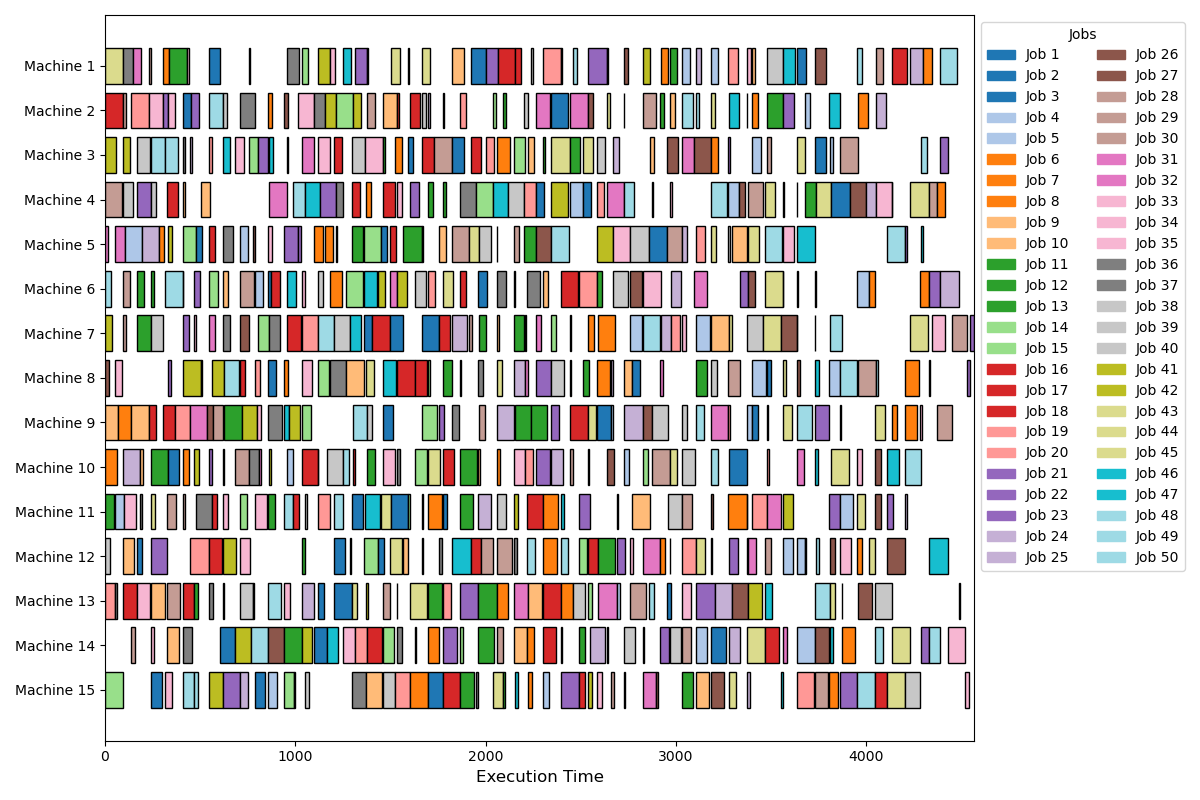 Machine 1
Machine 2
Machine 3
Machine 4
Machine 5
Machine 6
Machine 7
Machine 8
Machine 9
Machine 10
Machine 11
Machine 12
Machine 13
Machine 14
Machine 15
0 1000 2000 3000 4000
Execution Time
Jobs
Job 1 Job 26
Job 2 Job 27
Job 3 Job 28
Job 4 Job 29
Job 5 Job 30
Job 6 Job 31
Job 7 Job 32
Job 8 Job 33
Job 9 Job 34
Job 10 Job 35
Job 11 Job 36
Job 12 Job 37
Job 13 Job 38
Job 14 Job 39
Job 15 Job 40
Job 16 Job 41
Job 17 Job 42
Job 18 Job 43
Job 19 Job 44
Job 20 Job 45
Job 21 Job 46
Job 22 Job 47
Job 23 Job 48
Job 24 Job 49
Job 25 Job 50